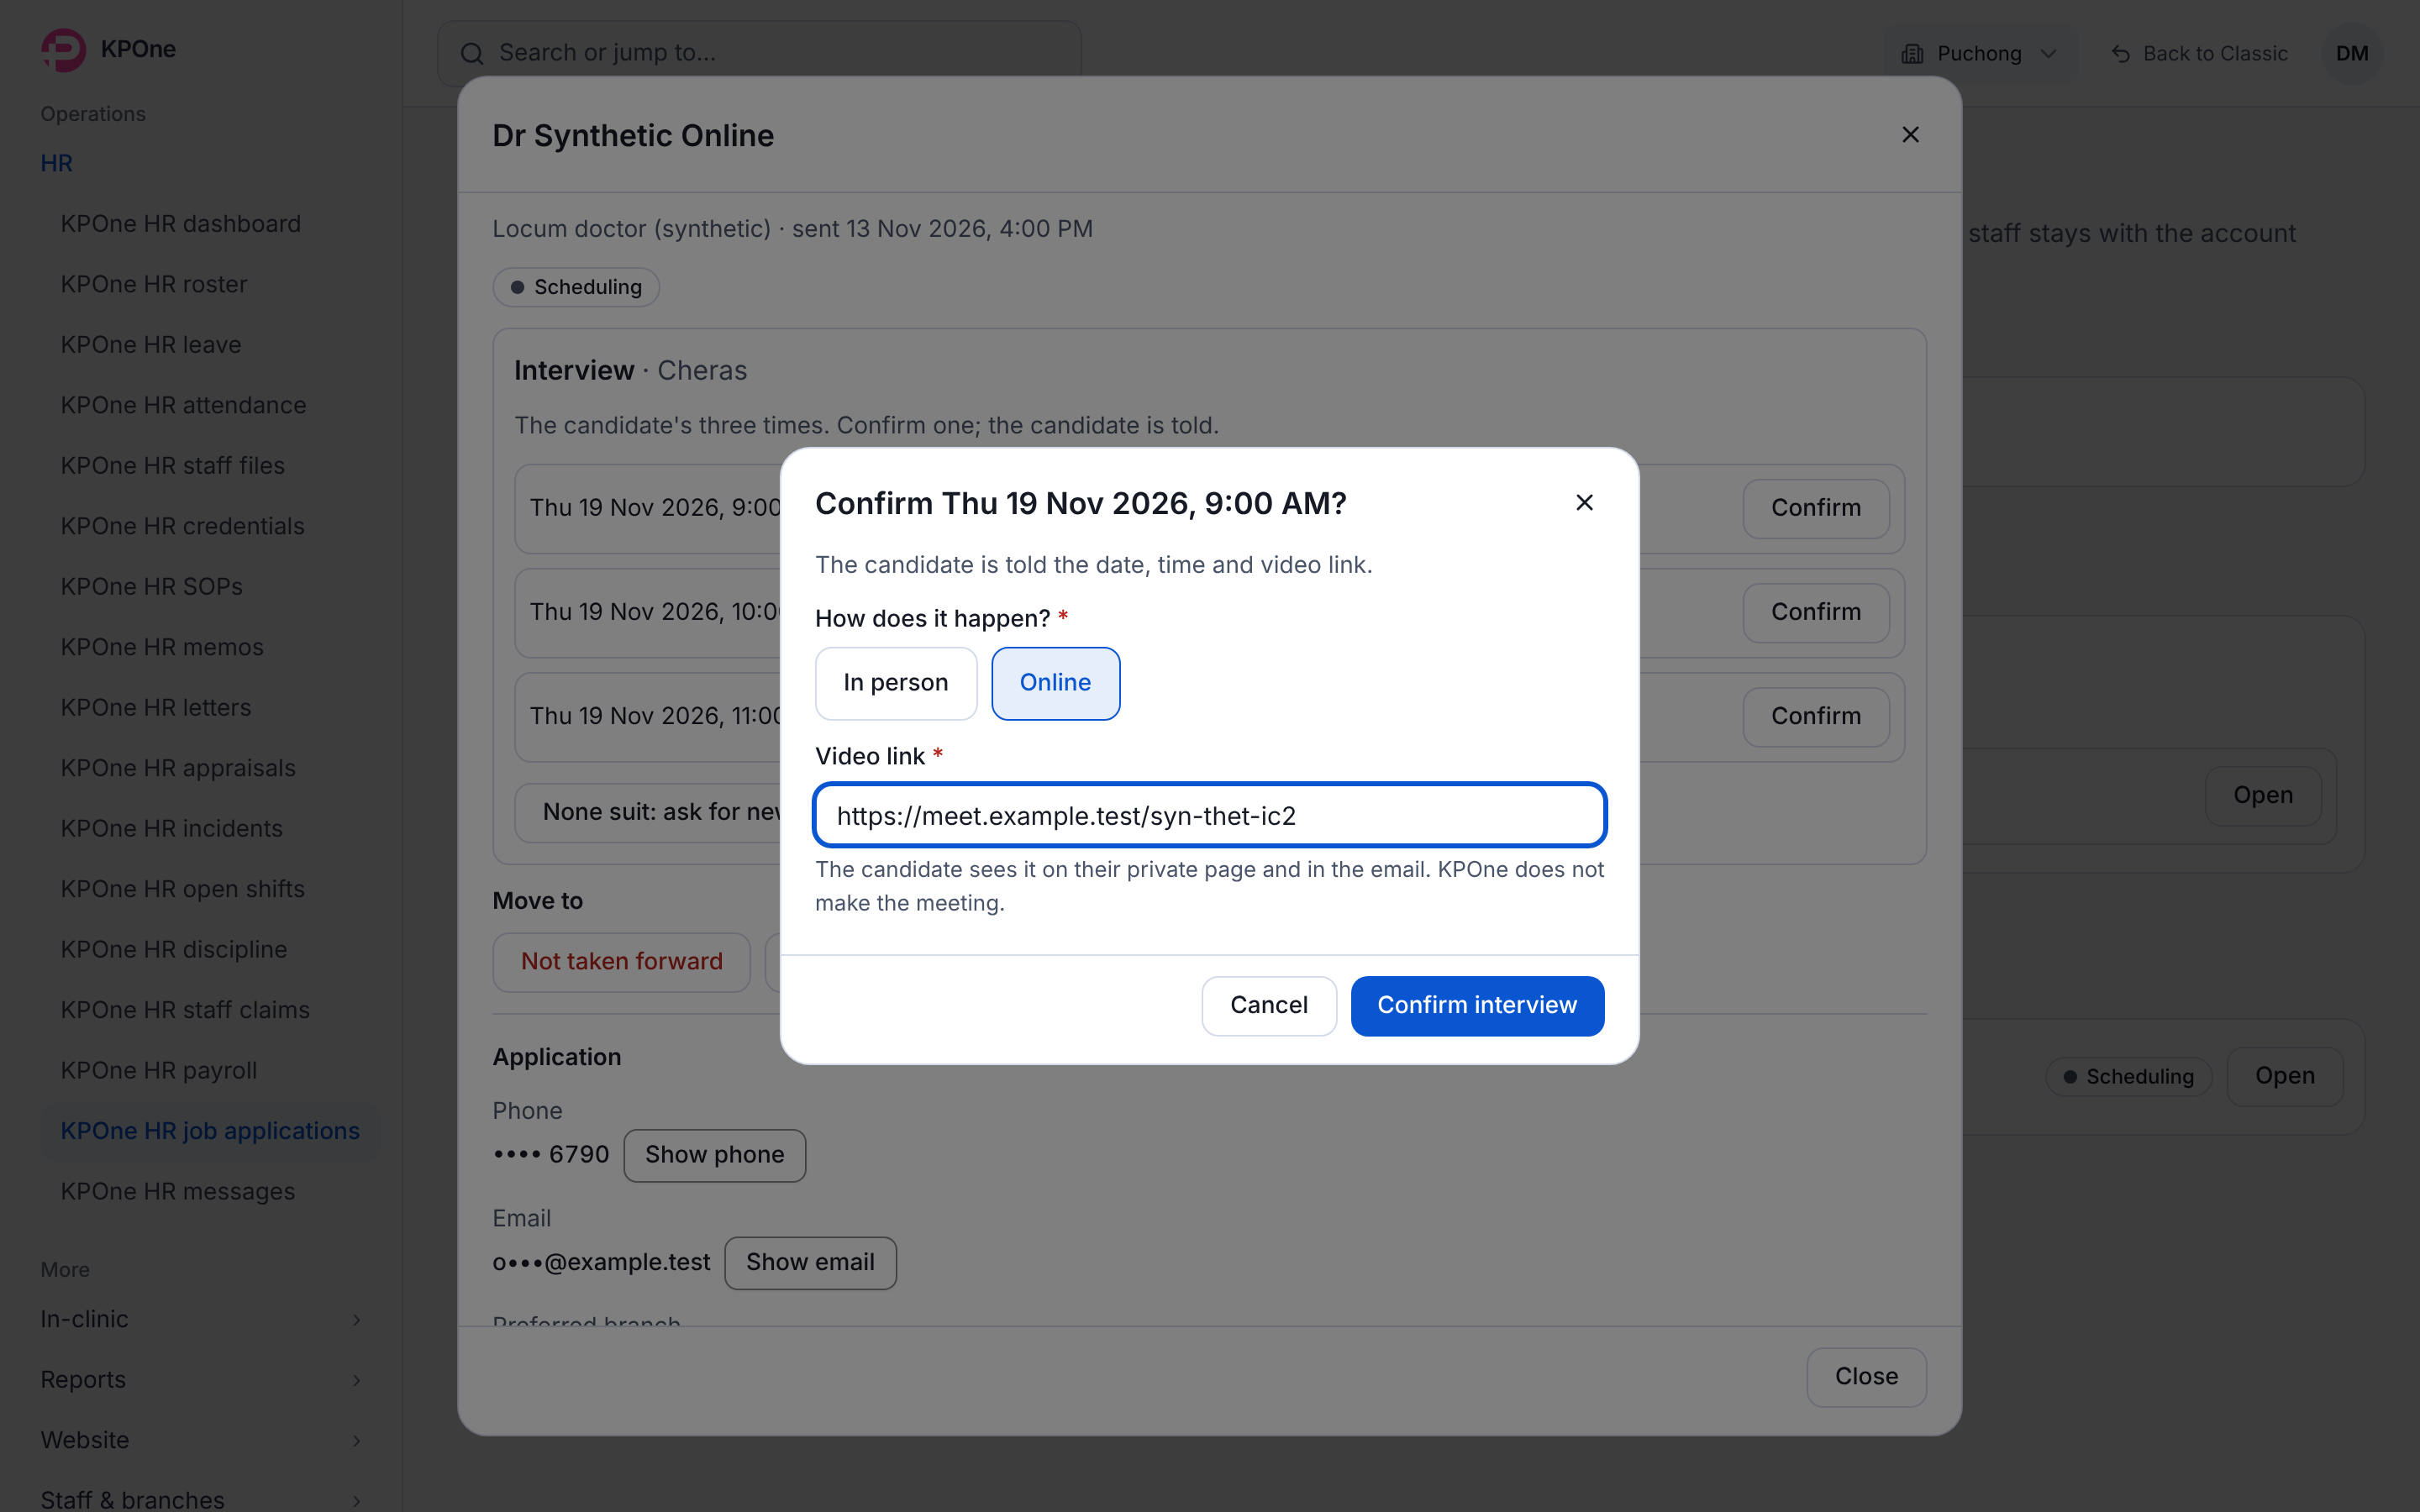 KPOne
Search or jump to...
Puchong
Back to Classic
DM
Operations
HR
KPOne HR dashboard
KPOne HR roster
KPOne HR leave
KPOne HR attendance
KPOne HR staff files
KPOne HR credentials
KPOne HR SOPs
KPOne HR memos
KPOne HR letters
KPOne HR appraisals
KPOne HR incidents
KPOne HR open shifts
KPOne HR discipline
KPOne HR staff claims
KPOne HR payroll
KPOne HR job applications
KPOne HR messages
More
In-clinic
Reports
Website
Staff & branches
staff stays with the account
Open
Scheduling
Open
Dr Synthetic Online
Locum doctor (synthetic) · sent 13 Nov 2026, 4:00 PM
Scheduling
Interview · Cheras
The candidate's three times. Confirm one; the candidate is told.
Thu 19 Nov 2026, 9:00
Confirm
Thu 19 Nov 2026, 10:0
Confirm
Thu 19 Nov 2026, 11:00
Confirm
None suit: ask for new
Move to
Not taken forward
Application
Phone
•••• 6790
Show phone
Email
o•••@example.test
Show email
Preferred branch
Close
Confirm Thu 19 Nov 2026, 9:00 AM?
The candidate is told the date, time and video link.
How does it happen? *
In person
Online
Video link *
https://meet.example.test/syn-thet-ic2
The candidate sees it on their private page and in the email. KPOne does not
make the meeting.
Cancel
Confirm interview